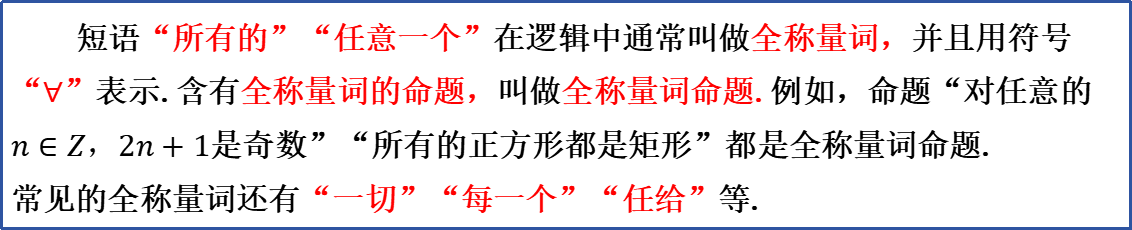 短语“所有的”“任意一个”在逻辑中通常叫做全称量词，并且用符号
“∀”表示. 含有全称量词的命题，叫做全称量词命题. 例如，命题“对任意的
n ∈ Z，2n + 1是奇数”“所有的正方形都是矩形”都是全称量词命题.
常见的全称量词还有“一切”“每一个”“任给”等.